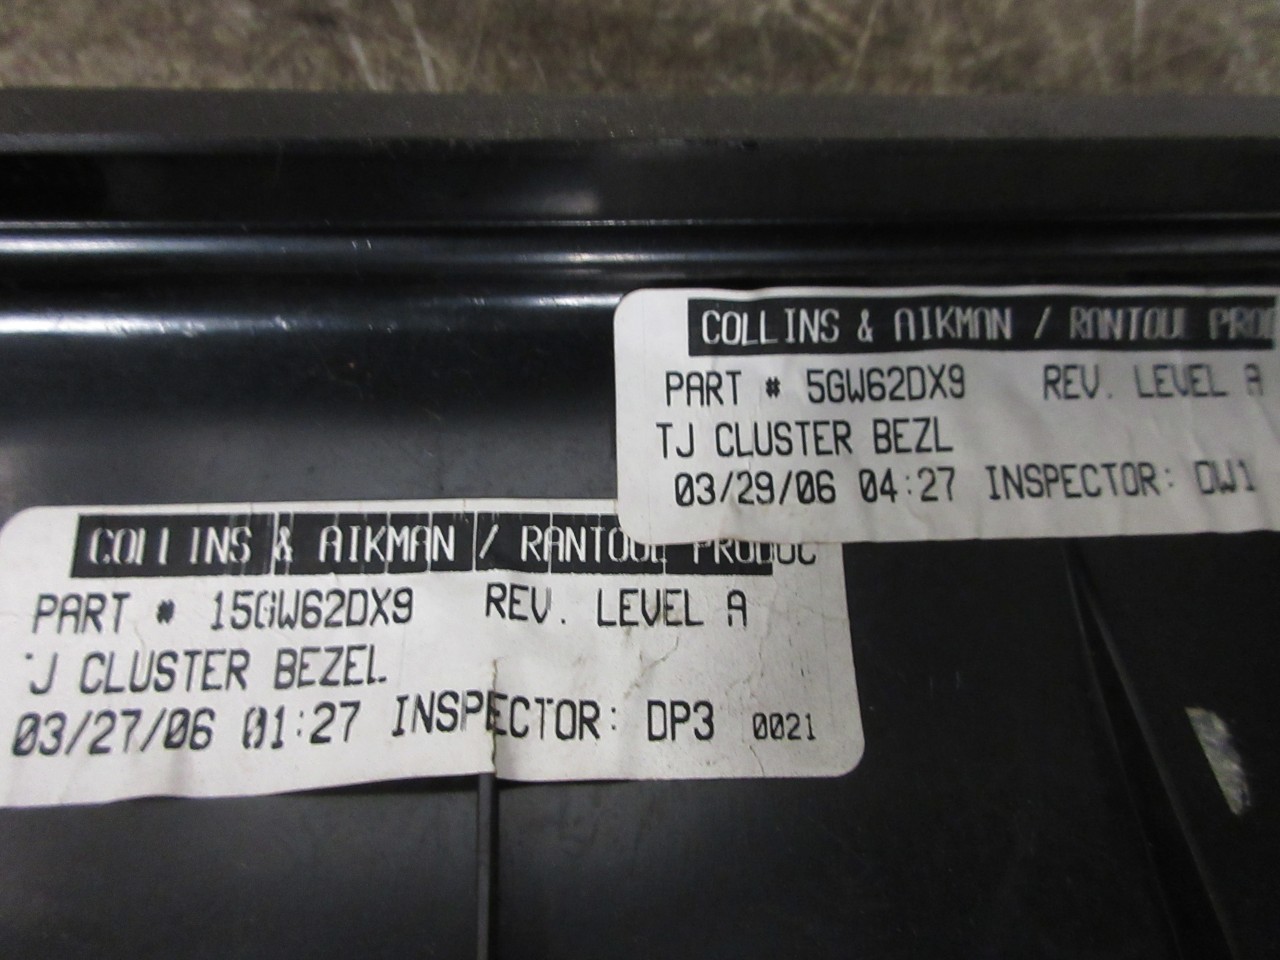 COLLINS & AIKMAN / RANTOUL PROD
PART # 5GW62DX9 REV. LEVEL A
TJ CLUSTER BEZL
03/29/06 04:27 INSPECTOR: DW1
COLLINS & AIKMAN / RANTOUL PRODUC
PART # 15GW62DX9 REV. LEVEL A
TJ CLUSTER BEZEL
03/27/06 01:27 INSPECTOR: DP3 0021